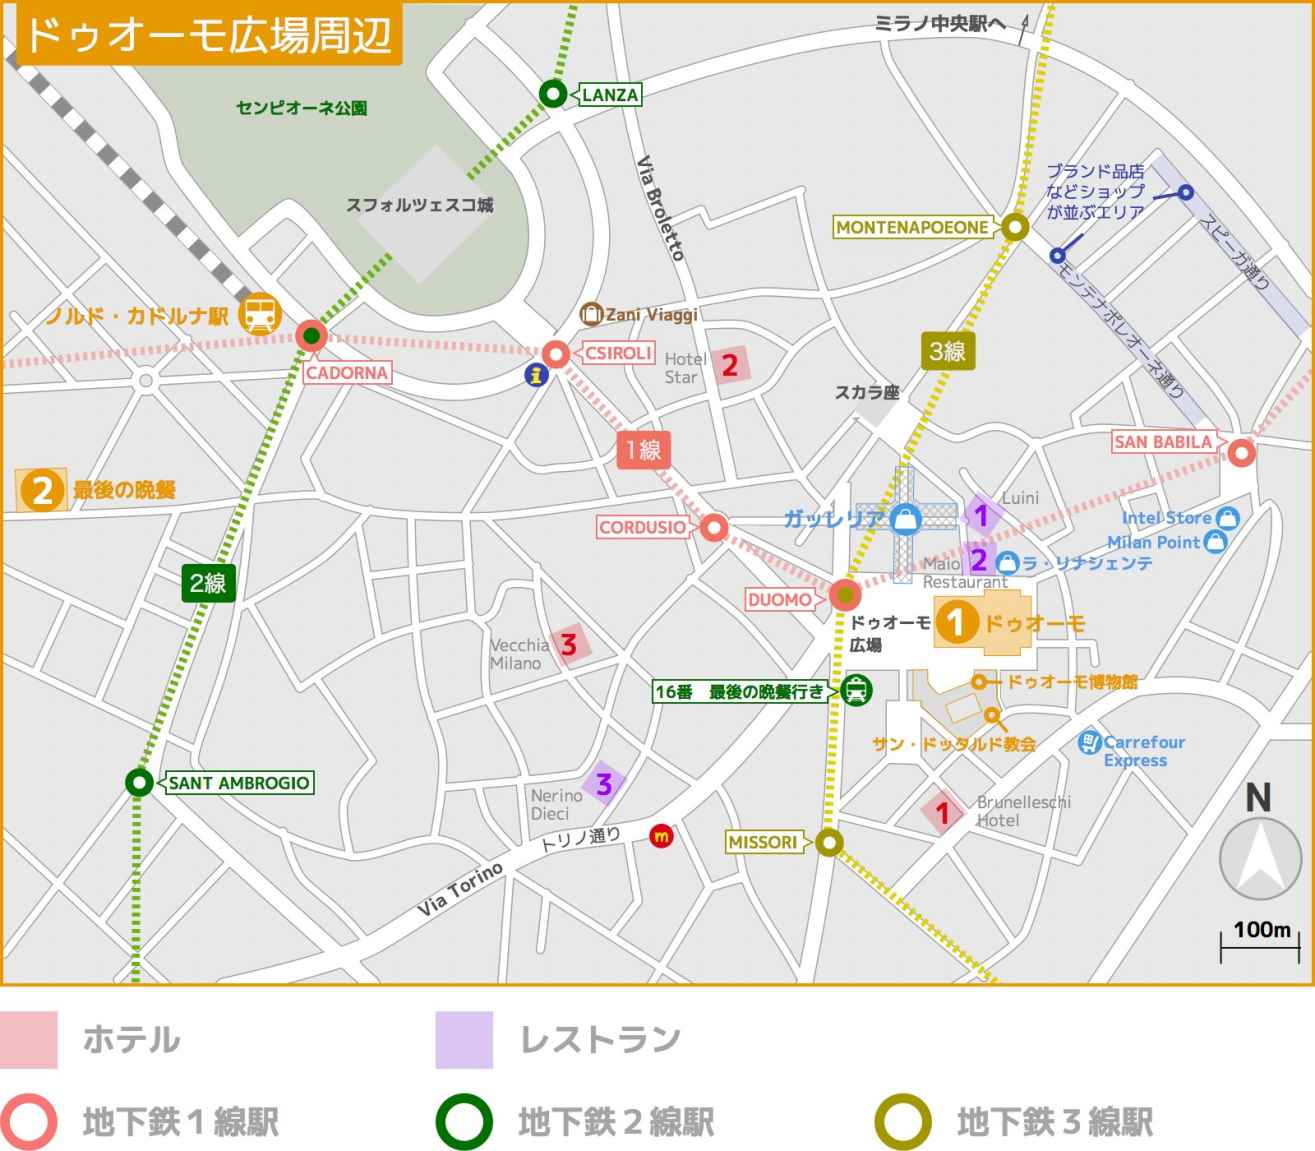 ドゥオーモ広場周辺
ミラノ中央駅へ
センピオーネ公園
LANZA
Via Broletto
ブランド品店
などショップ
が並ぶエリア
スフォルツェスコ城
MONTENAPOEONE
スピーガ通り
モンテナポレオーネ通り
ノルド・カドルナ駅
Zani Viaggi
CADORNA
i
CSIROLI
Hotel
Star
2
3線
スカラ座
1線
SAN BABILA
2
最後の晩餐
CORDUSIO
ガッレリア
1
Luini
Intel Store
Milan Point
2線
Maio
Restaurant
2
ラ・リナシェンテ
DUOMO
ドゥオーモ
広場
1
ドゥオーモ
Vecchia
Milano
3
16番 最後の晩餐行き
ドゥオーモ博物館
サン・ドッタルド教会
Carrefour
Express
SANT AMBROGIO
Nerino
Dieci
3
トリノ通り
m
MISSORI
1
Brunelleschi
Hotel
Via Torino
N
100m
ホテル
レストラン
地下鉄1線駅
地下鉄2線駅
地下鉄3線駅